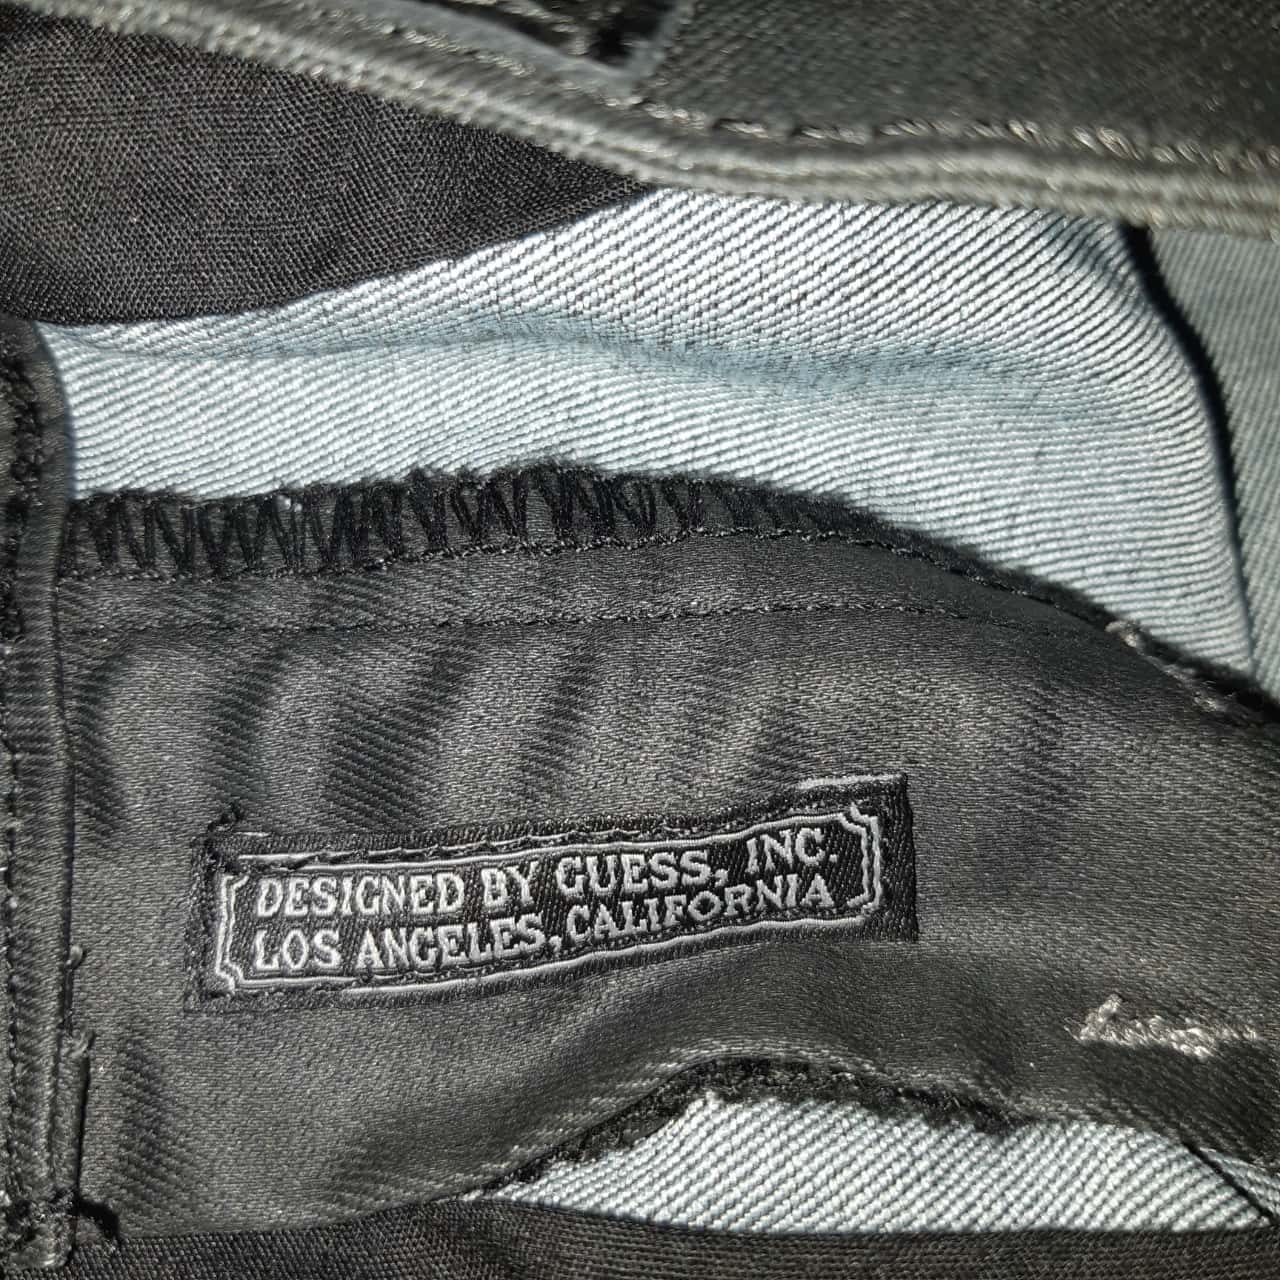 DESIGNED BY GUESS, INC.
LOS ANGELES, CALIFORNIA